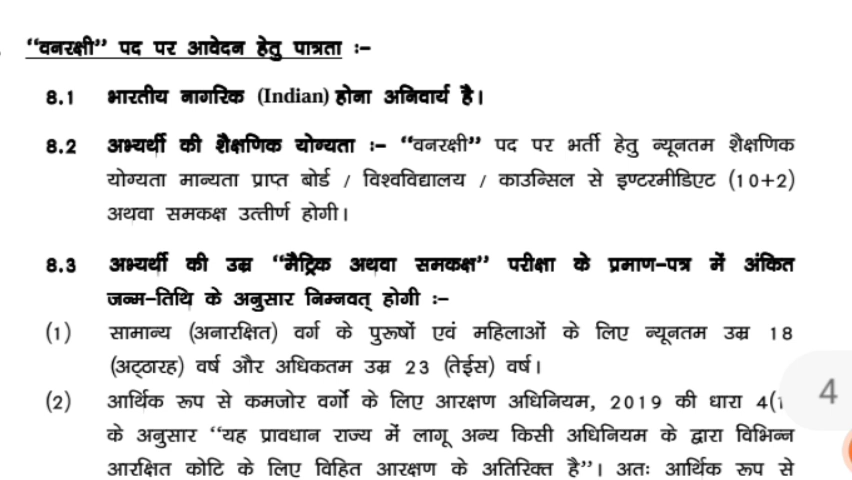 “वनरक्षी” पद पर आवेदन हेतु पात्रता :–
8.1 भारतीय नागरिक (Indian) होना अनिवार्य है।
8.2 अभ्यर्थी की शैक्षणिक योग्यता :– “वनरक्षी” पद पर भर्ती हेतु न्यूनतम शैक्षणिक
योग्यता मान्यता प्राप्त बोर्ड / विश्वविद्यालय / काउन्सिल से इण्टरमीडिएट (10+2)
अथवा समकक्ष उत्तीर्ण होगी।
8.3 अभ्यर्थी की उम्र “मैट्रिक अथवा समकक्ष” परीक्षा के प्रमाण-पत्र में अंकित
जन्म-तिथि के अनुसार निम्नवत् होगी :–
(1) सामान्य (अनारक्षित) वर्ग के पुरूषों एवं महिलाओं के लिए न्यूनतम उम्र 18
(अट्ठारह) वर्ष और अधिकतम उम्र 23 (तेईस) वर्ष।
(2) आर्थिक रूप से कमजोर वर्गों के लिए आरक्षण अधिनियम, 2019 की धारा 4(1
के अनुसार “यह प्रावधान राज्य में लागू अन्य किसी अधिनियम के द्वारा विभिन्न
आरक्षित कोटि के लिए विहित आरक्षण के अतिरिक्त है”। अतः आर्थिक रूप से
4